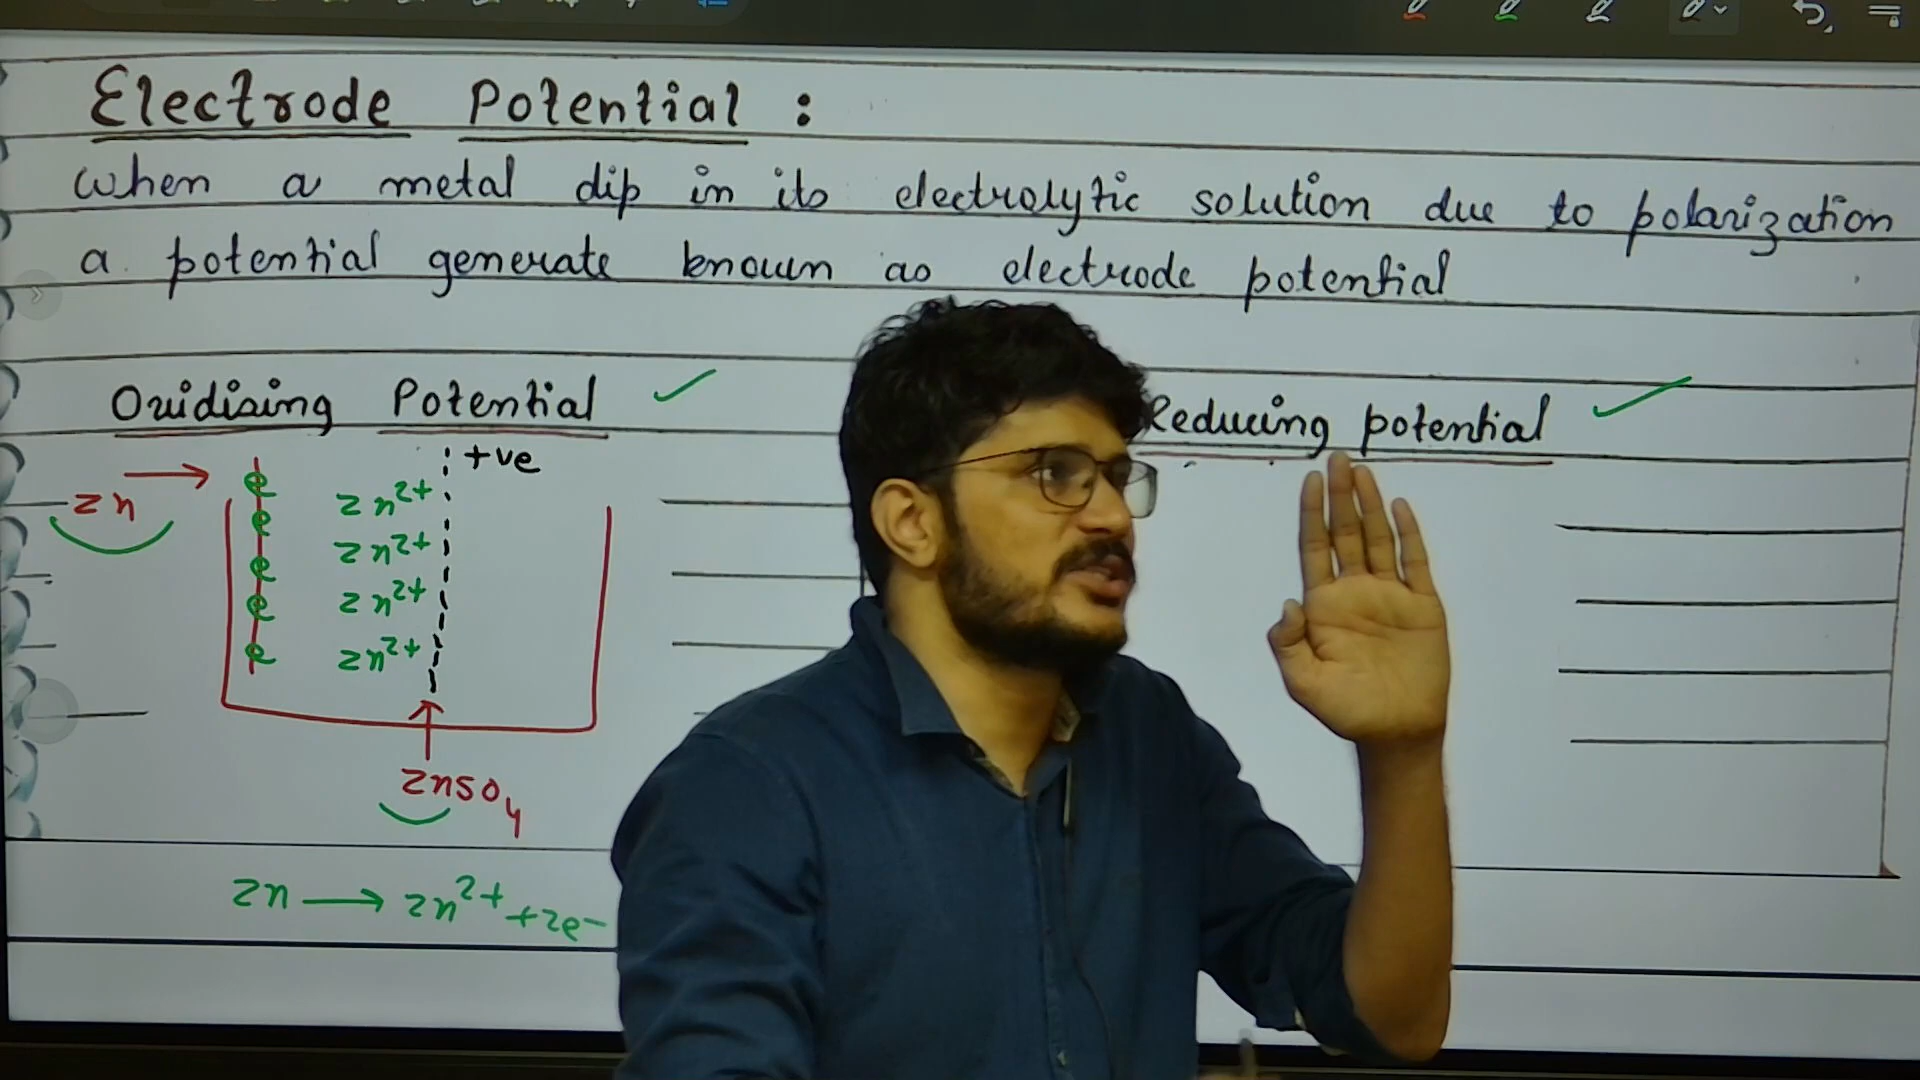 Electrode Potential :
when a metal dip in its electrolytic solution due to polarization
a potential generate known as electrode potential
Oxidising Potential
Reducing potential
+ve
Zn
e
e
e
e
e
Zn²⁺
Zn²⁺
Zn²⁺
Zn²⁺
ZnSO₄
Zn → Zn²⁺ + 2e⁻